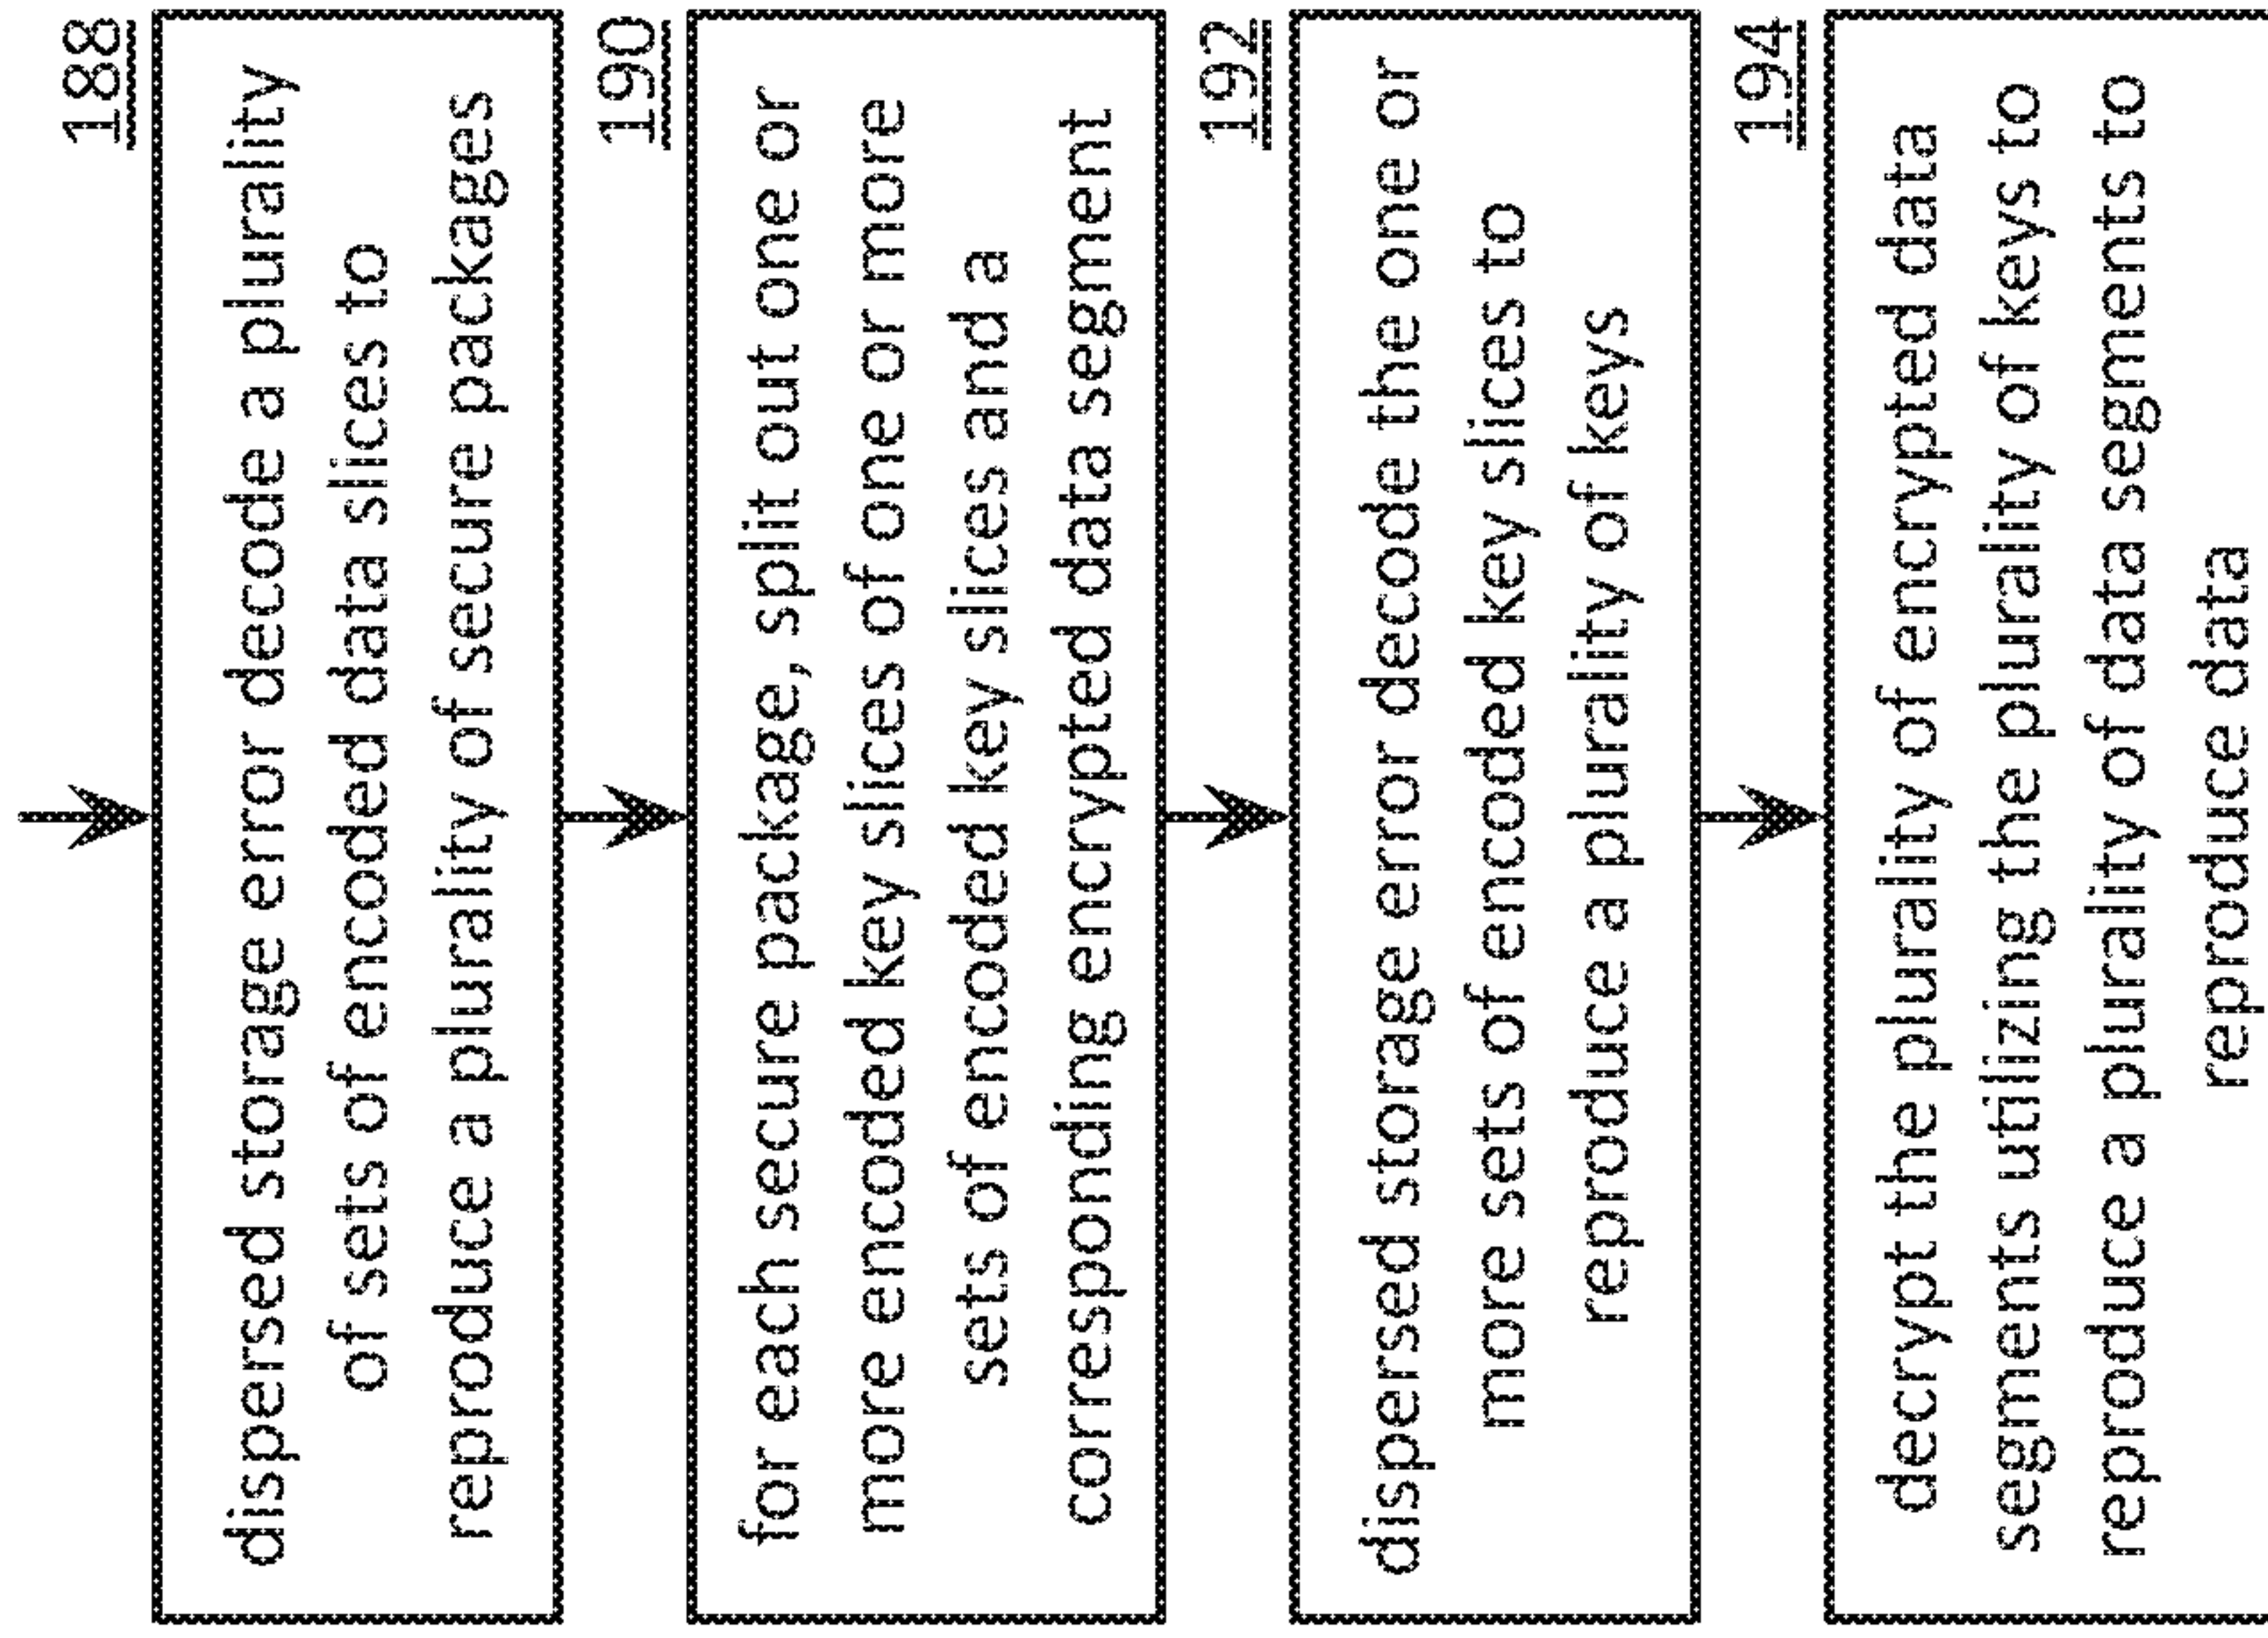 188
dispersed storage error decode a plurality
of sets of encoded data slices to
reproduce a plurality of secure packages
190
for each secure package, split out one or
more encoded key slices of one or more
sets of encoded key slices and a
corresponding encrypted data segment
192
dispersed storage error decode the one or
more sets of encoded key slices to
reproduce a plurality of keys
194
decrypt the plurality of encrypted data
segments utilizing the plurality of keys to
reproduce a plurality of data segments to
reproduce data